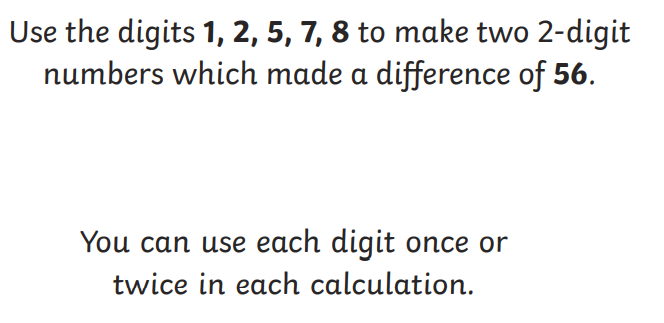 Use the digits 1, 2, 5, 7, 8 to make two 2-digit
numbers which made a difference of 56.
You can use each digit once or
twice in each calculation.